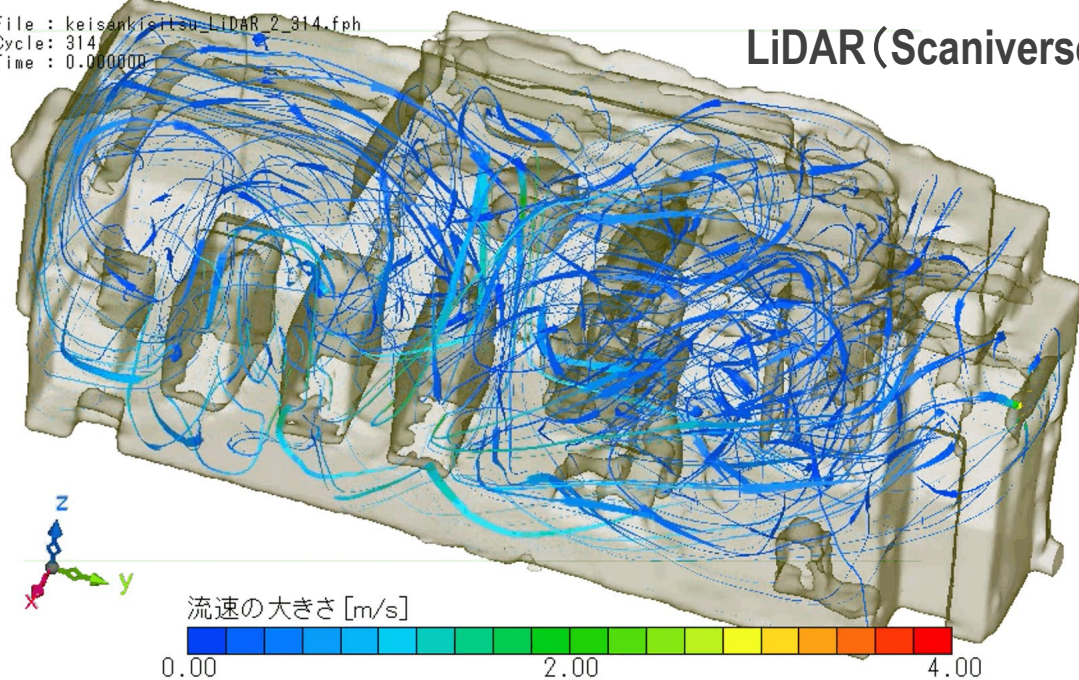 File : keisankisitsu_LiDAR_2_314.fph
Cycle: 314
Time : 0.000000
LiDAR（Scaniverse
z
y
x
流速の大きさ[m/s]
0.00 2.00 4.00